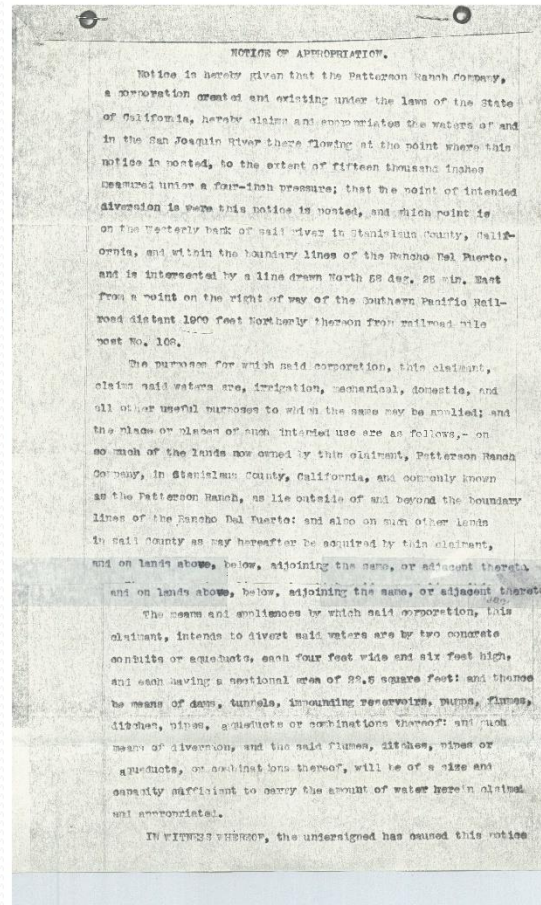 NOTICE OF APPROPRIATION.
Notice is hereby given that the Patterson Ranch Company,
a corporation created and existing under the laws of the State
of California, hereby claims and appropriates the waters of and
in the San Joaquin River there flowing at the point where this
notice is posted, to the extent of fifteen thousand inches
measured under a four-inch pressure; that the point of intended
diversion is were this notice is posted, and which point is
on the Westerly bank of said river in Stanislaus County, Calif-
ornia, and within the boundary lines of the Rancho Del Puerto,
and is intersected by a line drawn North 58 deg. 25 min. East
from a point on the right of way of the Southern Pacific Rail-
road distant 1900 feet Northerly thereon from railroad mile
post No. 108.
The purposes for which said corporation, this claimant,
claims said waters are, irrigation, mechanical, domestic, and
all other useful purposes to which the same may be applied; and
the place or places of such intended use are as follows,- on
so much of the lands now owned by this claimant, Patterson Ranch
Company, in Stanislaus County, California, and commonly known
as the Patterson Ranch, as lie outside of and beyond the boundary
lines of the Rancho Del Puerto: and also on such other lands
in said County as may hereafter be acquired by this claimant,
and on lands above, below, adjoining the same, or adjacent thereto.
and on lands above, below, adjoining the same, or adjacent theret
The means and appliances by which said corporation, this
claimant, intends to divert said waters are by two concrete
conduits or aqueducts, each four feet wide and six feet high,
and each having a sectional area of 22.5 square feet: and thence
be means of dams, tunnels, impounding reservoirs, pumps, flumes,
ditches, pipes, aqueducts or combinations thereof: and such
means of diversion, and the said flumes, ditches, pipes or
aqueducts, or combinations thereof, will be of a size and
capacity sufficient to carry the amount of water herein claimed
and appropriated.
IN WITNESS WHEREOF, the undersigned has caused this notice